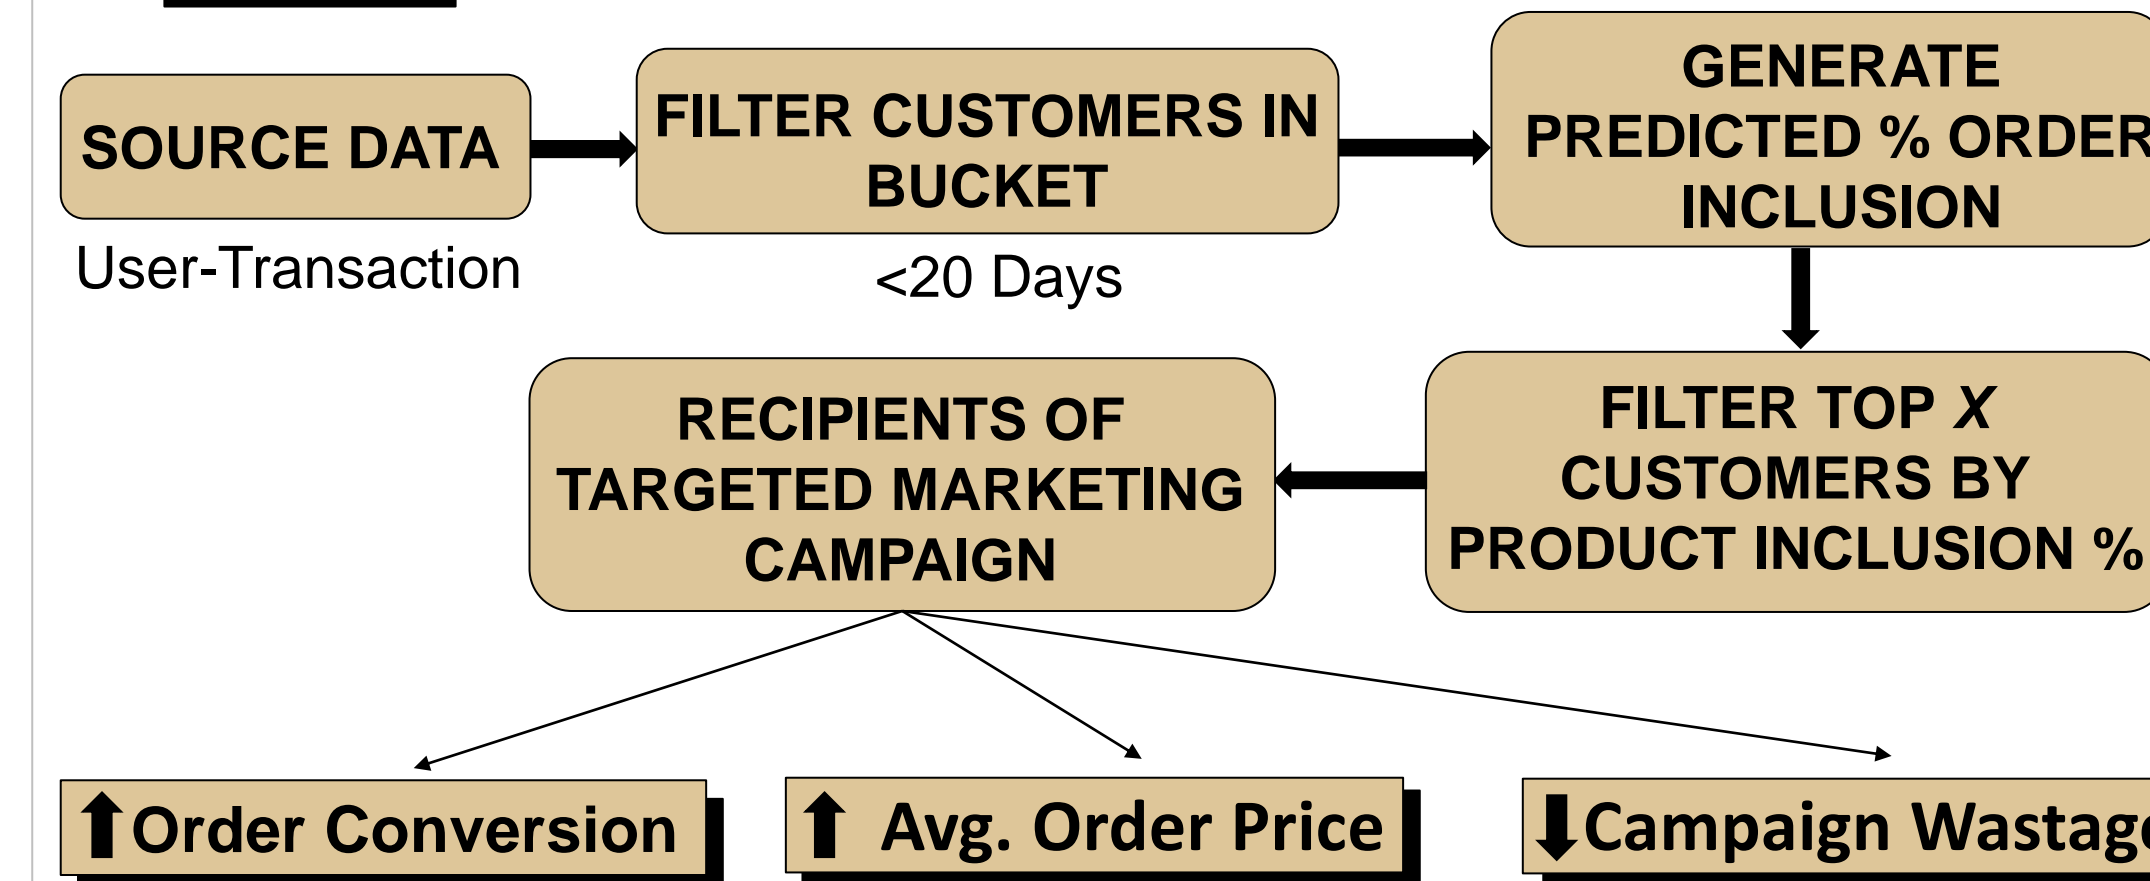 SOURCE DATA
User-Transaction
FILTER CUSTOMERS IN
BUCKET
<20 Days
GENERATE
PREDICTED % ORDER
INCLUSION
FILTER TOP X
CUSTOMERS BY
PRODUCT INCLUSION %
RECIPIENTS OF
TARGETED MARKETING
CAMPAIGN
Order Conversion
Avg. Order Price
Campaign Wastage